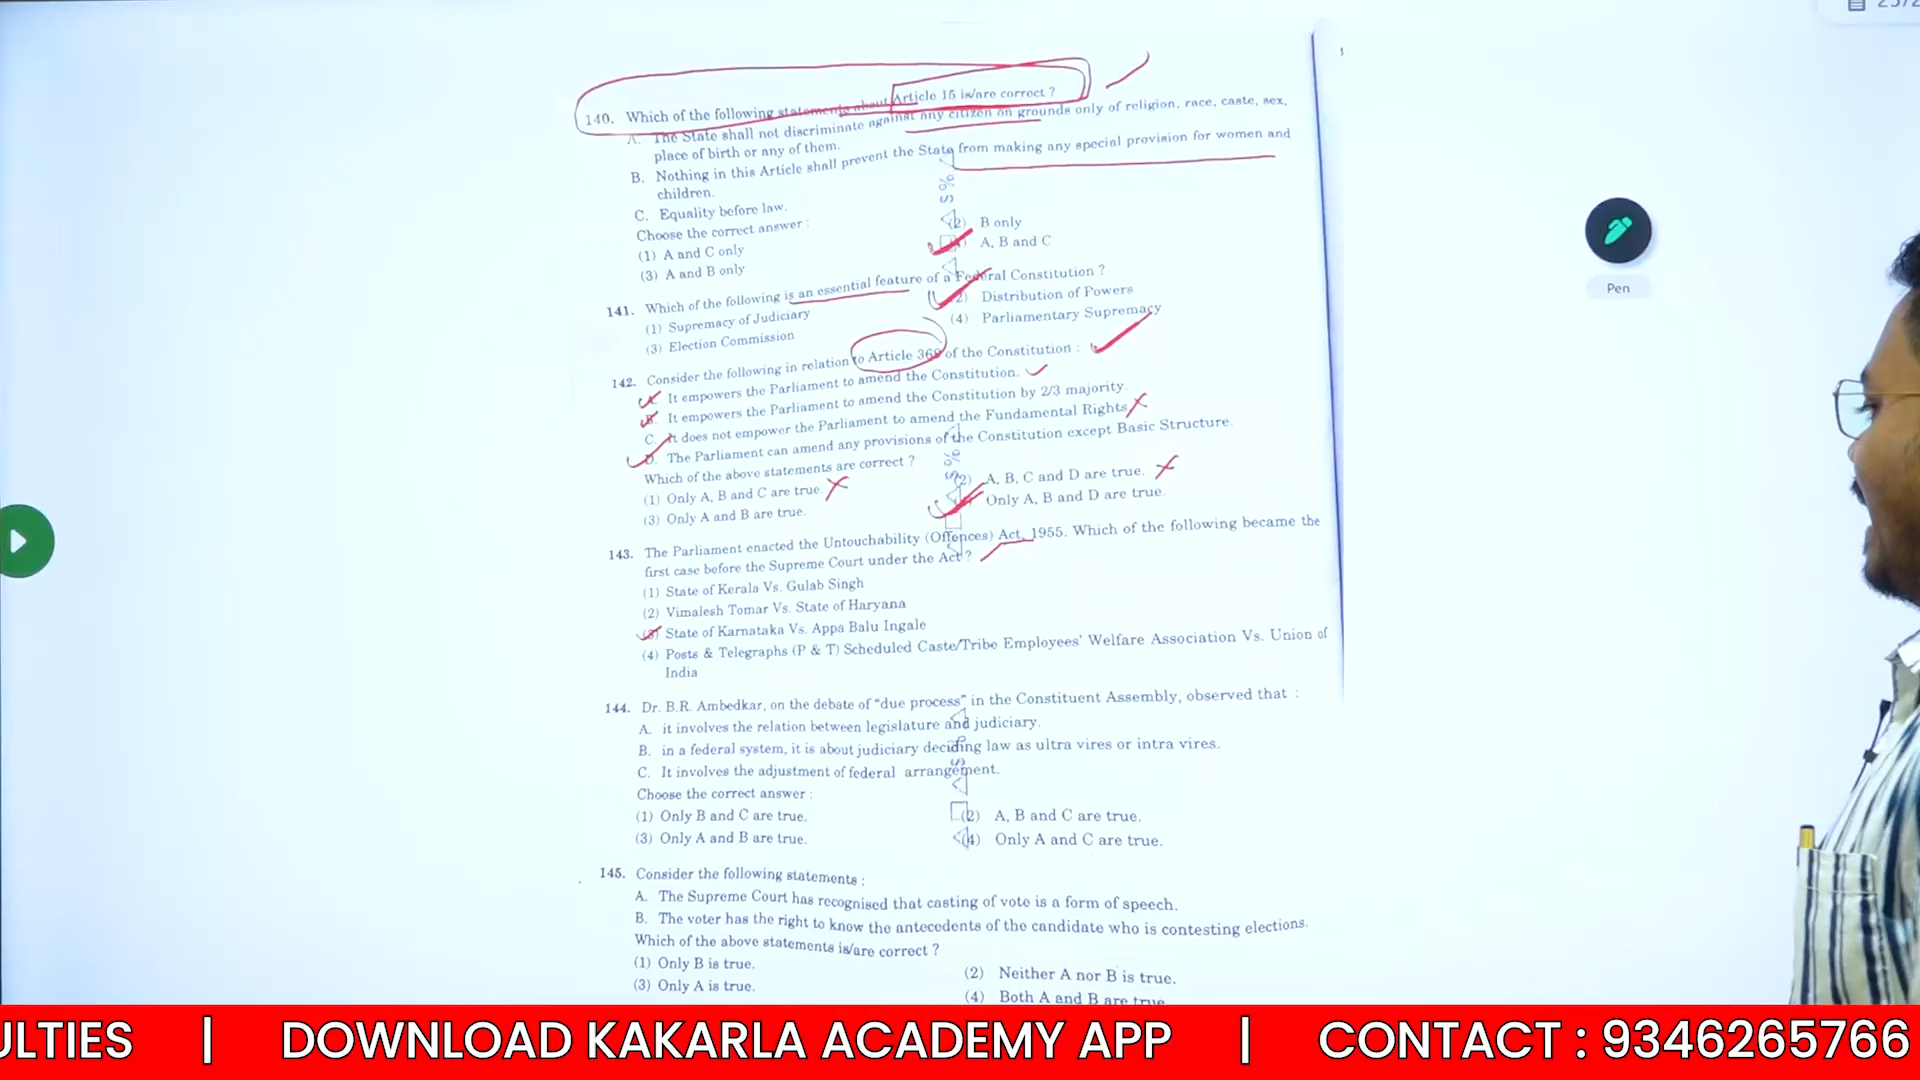 140. Which of the following statements about Article 15 is/are correct ?
A. The State shall not discriminate against any citizen on grounds only of religion, race, caste, sex,
place of birth or any of them.
B. Nothing in this Article shall prevent the State from making any special provision for women and
children.
C. Equality before law.
Choose the correct answer :
(1) A and C only
(2) B only
(3) A and B only
A, B and C
141. Which of the following is an essential feature of a Federal Constitution ?
(1) Supremacy of Judiciary
(2) Distribution of Powers
(3) Election Commission
(4) Parliamentary Supremacy
142. Consider the following in relation to Article 368 of the Constitution :
A. It empowers the Parliament to amend the Constitution.
B. It empowers the Parliament to amend the Constitution by 2/3 majority.
C. It does not empower the Parliament to amend the Fundamental Rights
D. The Parliament can amend any provisions of the Constitution except Basic Structure.
Which of the above statements are correct ?
(1) Only A, B and C are true.
(2) A, B, C and D are true.
(3) Only A and B are true.
Only A, B and D are true.
143. The Parliament enacted the Untouchability (Offences) Act, 1955. Which of the following became the
first case before the Supreme Court under the Act ?
(1) State of Kerala Vs. Gulab Singh
(2) Vimalesh Tomar Vs. State of Haryana
(3) State of Karnataka Vs. Appa Balu Ingale
(4) Posts & Telegraphs (P & T) Scheduled Caste/Tribe Employees' Welfare Association Vs. Union of
India
144. Dr. B.R. Ambedkar, on the debate of "due process" in the Constituent Assembly, observed that :
A. it involves the relation between legislature and judiciary.
B. in a federal system, it is about judiciary deciding law as ultra vires or intra vires.
C. It involves the adjustment of federal arrangement.
Choose the correct answer :
(1) Only B and C are true.
(2) A, B and C are true.
(3) Only A and B are true.
(4) Only A and C are true.
145. Consider the following statements :
A. The Supreme Court has recognised that casting of vote is a form of speech.
B. The voter has the right to know the antecedents of the candidate who is contesting elections.
Which of the above statements is/are correct ?
(1) Only B is true.
(2) Neither A nor B is true.
(3) Only A is true.
(4) Both A and B are true
Pen
ULTIES | DOWNLOAD KAKARLA ACADEMY APP | CONTACT : 9346265766